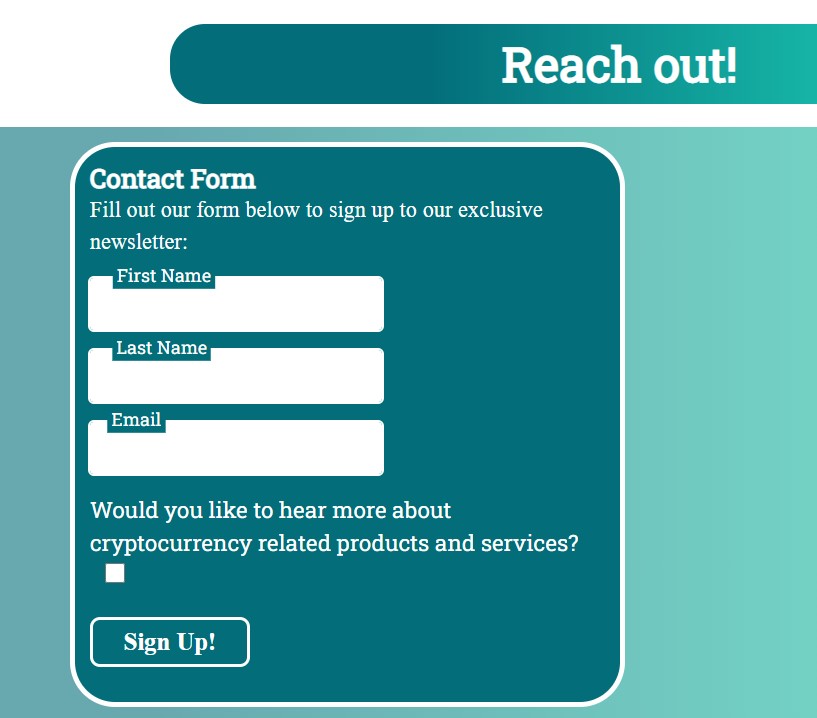 Reach out!
Contact Form
Fill out our form below to sign up to our exclusive
newsletter:
First Name
Last Name
Email
Would you like to hear more about
cryptocurrency related products and services?
Sign Up!